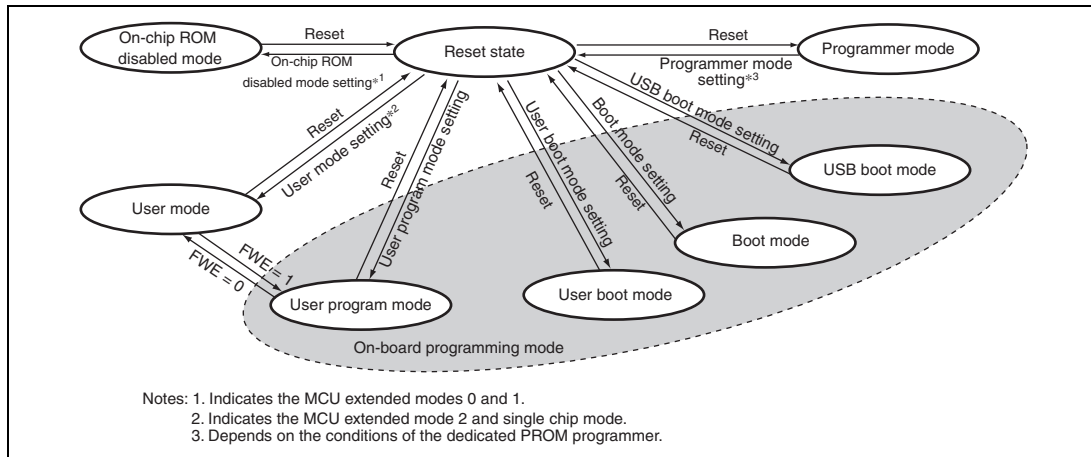 On-chip ROM
disabled mode
Reset
On-chip ROM
disabled mode setting*1
Reset state
Reset
Programmer mode
setting*3
Programmer mode
Reset
User mode setting*2
Reset
User program mode setting
User boot mode setting
Reset
Boot mode setting
Reset
USB boot mode setting
Reset
USB boot mode
User mode
Boot mode
FWE = 1
FWE = 0
User program mode
User boot mode
On-board programming mode
Notes: 1. Indicates the MCU extended modes 0 and 1.
2. Indicates the MCU extended mode 2 and single chip mode.
3. Depends on the conditions of the dedicated PROM programmer.